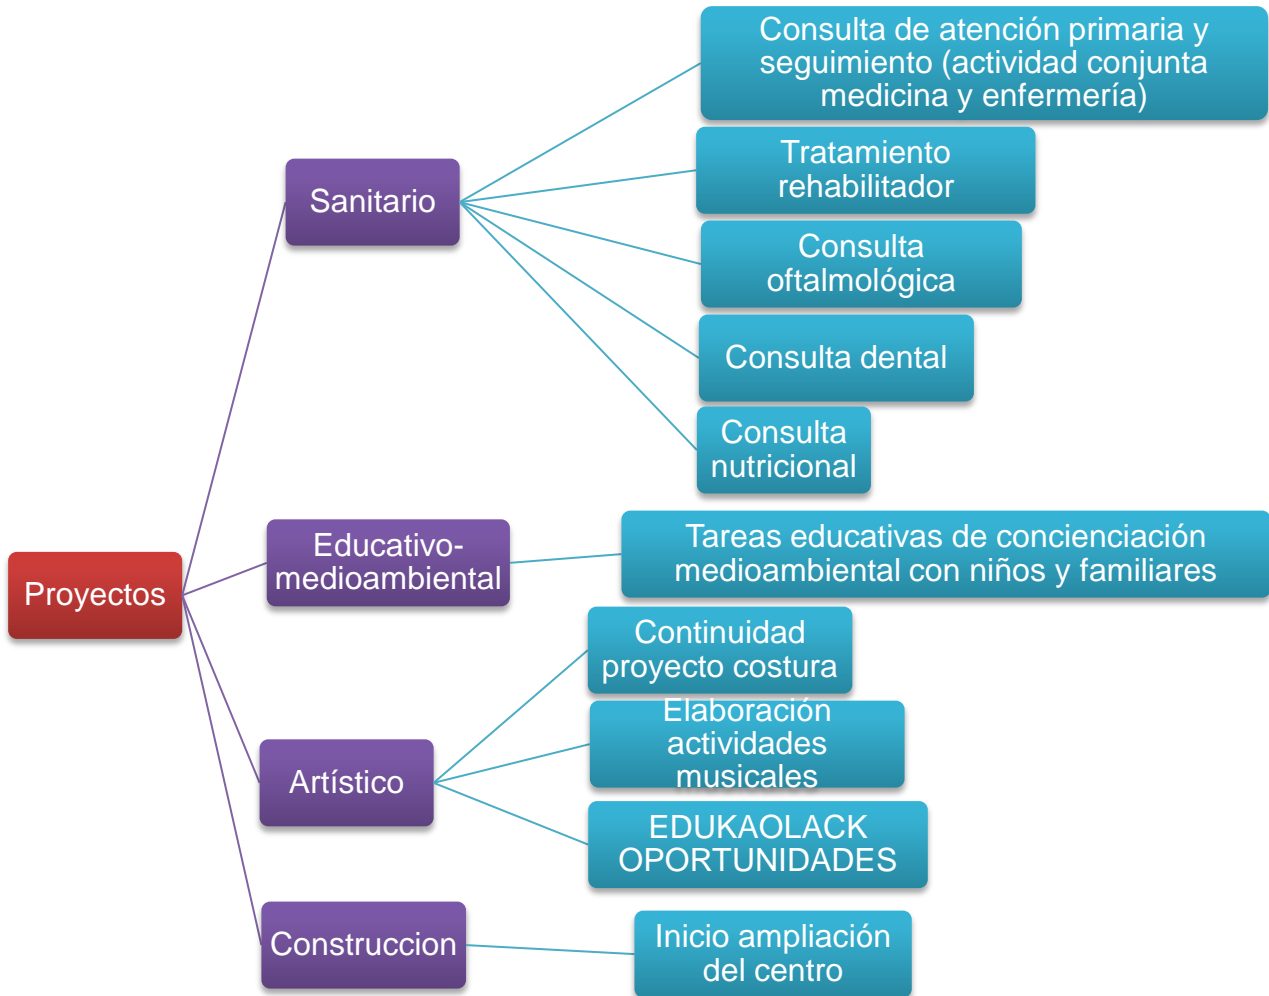 Proyectos
Sanitario
Consulta de atención primaria y
seguimiento (actividad conjunta
medicina y enfermería)
Tratamiento
rehabilitador
Consulta
oftalmológica
Consulta dental
Consulta
nutricional
Educativo-
medioambiental
Tareas educativas de concienciación
medioambiental con niños y familiares
Artístico
Continuidad
proyecto costura
Elaboración
actividades
musicales
EDUKAOLACK
OPORTUNIDADES
Construccion
Inicio ampliación
del centro